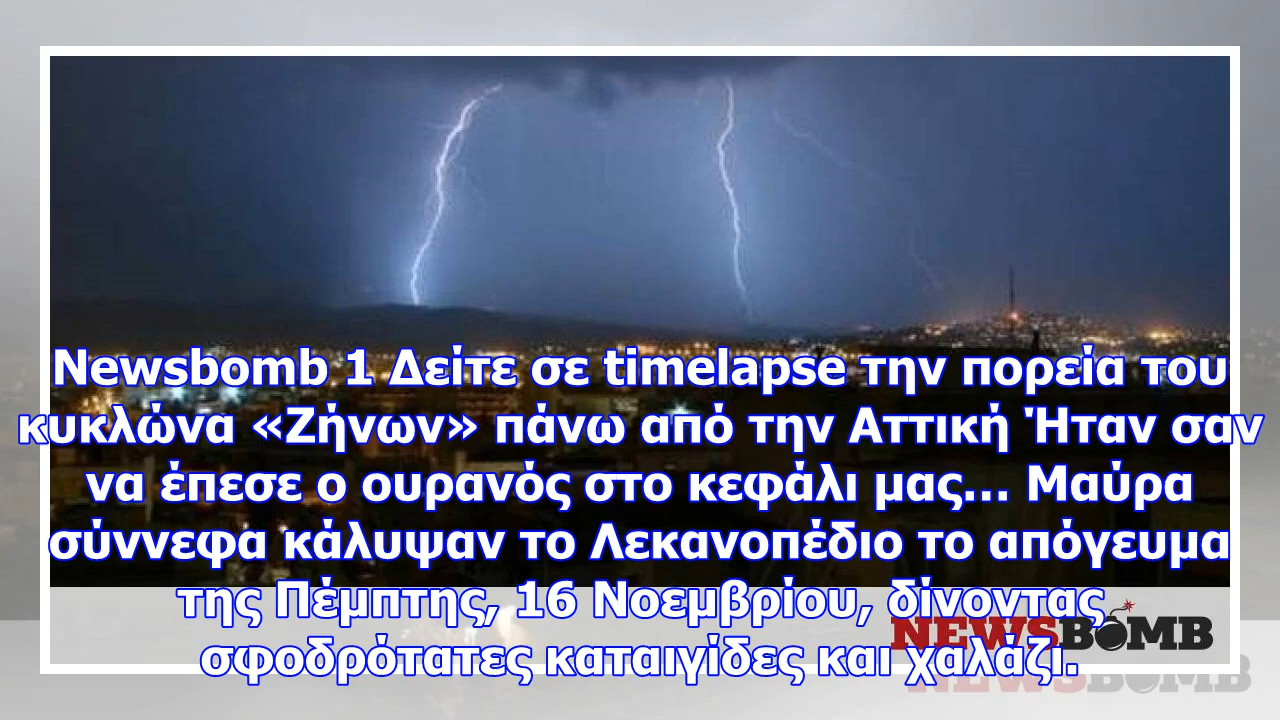 Newsbomb 1 Δείτε σε timelapse την πορεία του
κυκλώνα «Ζήνων» πάνω από την Αττική Ήταν σαν
να έπεσε ο ουρανός στο κεφάλι μας... Μαύρα
σύννεφα κάλυψαν το Λεκανοπέδιο το απόγευμα
της Πέμπτης, 16 Νοεμβρίου, δίνοντας
σφοδρότατες καταιγίδες και χαλάζι.
NEWSBOMB
NEWSBOMB